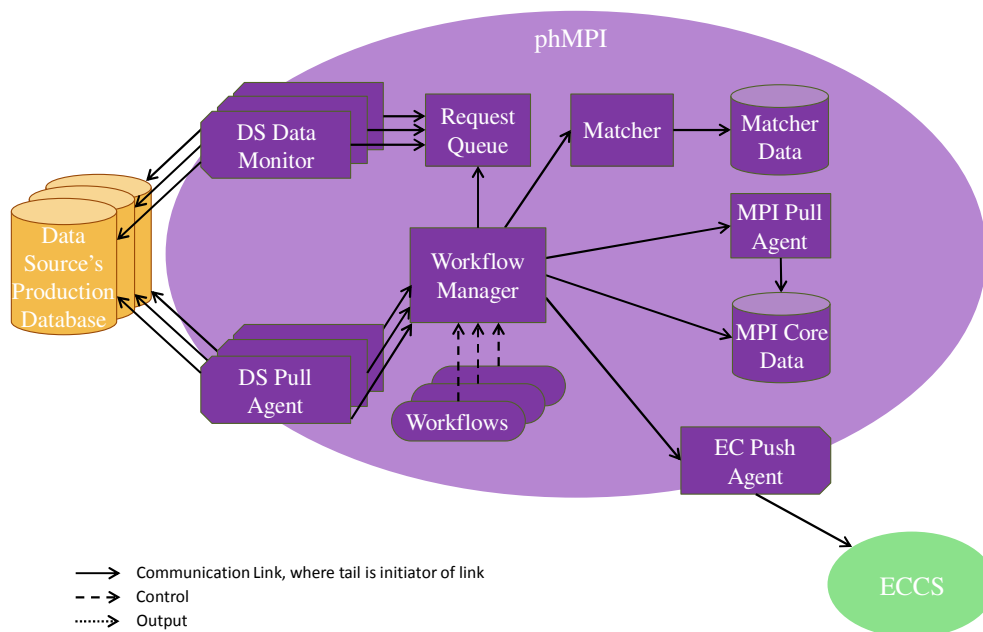 phMPI
DS Data
Monitor
Request
Queue
Matcher
Matcher
Data
Data
Source's
Production
Database
MPI Pull
Agent
Workflow
Manager
MPI Core
Data
DS Pull
Agent
Workflows
EC Push
Agent
ECCS
Communication Link, where tail is initiator of link
Control
Output